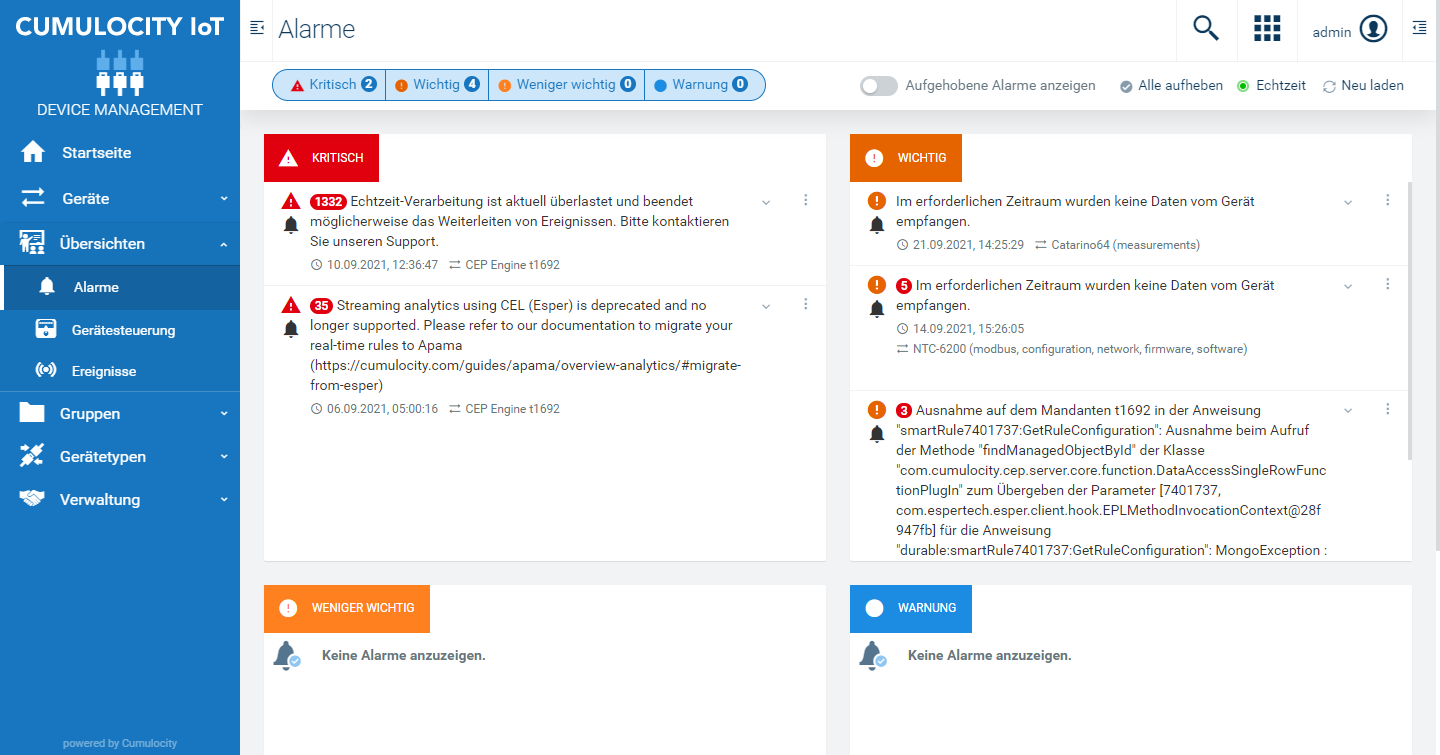 CUMULOCITY IoT
DEVICE MANAGEMENT
Startseite
Geräte
Übersichten
Alarme
Gerätesteuerung
Ereignisse
Gruppen
Gerätetypen
Verwaltung
powered by Cumulocity
Alarme
admin
Kritisch 2 Wichtig 4 Weniger wichtig 0 Warnung 0
Aufgehobene Alarme anzeigen Alle aufheben Echtzeit Neu laden
KRITISCH
1332 Echtzeit-Verarbeitung ist aktuell überlastet und beendet
möglicherweise das Weiterleiten von Ereignissen. Bitte kontaktieren
Sie unseren Support.
10.09.2021, 12:36:47 CEP Engine t1692
35 Streaming analytics using CEL (Esper) is deprecated and no
longer supported. Please refer to our documentation to migrate your
real-time rules to Apama
(https://cumulocity.com/guides/apama/overview-analytics/#migrate-
from-esper)
06.09.2021, 05:00:16 CEP Engine t1692
WICHTIG
Im erforderlichen Zeitraum wurden keine Daten vom Gerät
empfangen.
21.09.2021, 14:25:29 Catarino64 (measurements)
5 Im erforderlichen Zeitraum wurden keine Daten vom Gerät
empfangen.
14.09.2021, 15:26:05
NTC-6200 (modbus, configuration, network, firmware, software)
3 Ausnahme auf dem Mandanten t1692 in der Anweisung
"smartRule7401737:GetRuleConfiguration": Ausnahme beim Aufruf
der Methode "findManagedObjectById" der Klasse
"com.cumulocity.cep.server.core.function.DataAccessSingleRowFunc
tionPlugIn" zum Übergeben der Parameter [7401737,
com.espertech.esper.client.hook.EPLMethodInvocationContext@28f
947fb] für die Anweisung
"durable:smartRule7401737:GetRuleConfiguration": MongoException :
WENIGER WICHTIG
Keine Alarme anzuzeigen.
WARNUNG
Keine Alarme anzuzeigen.